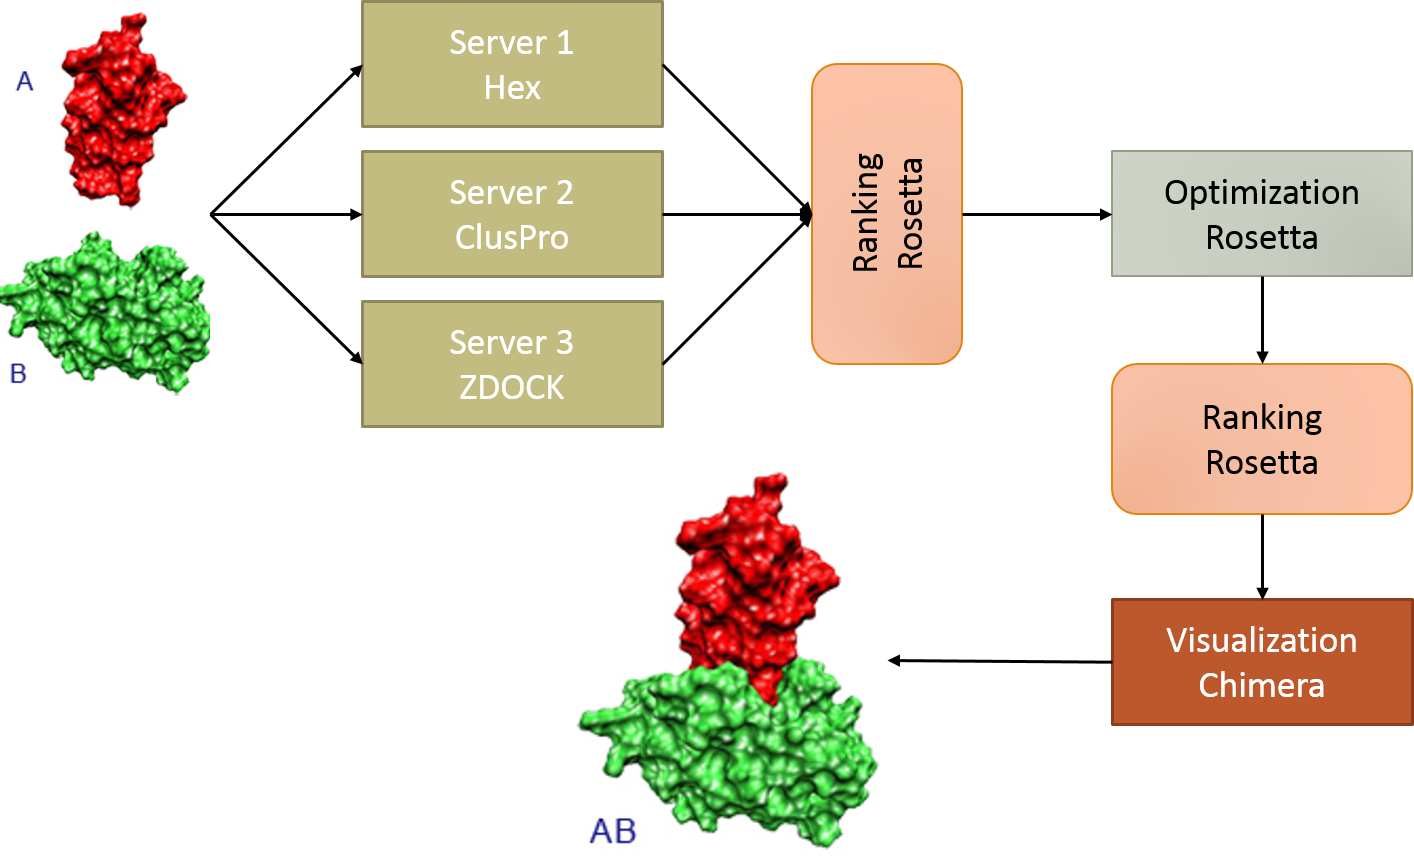 A
B
Server 1
Hex
Server 2
ClusPro
Server 3
ZDOCK
Ranking
Rosetta
Optimization
Rosetta
Ranking
Rosetta
Visualization
Chimera
AB